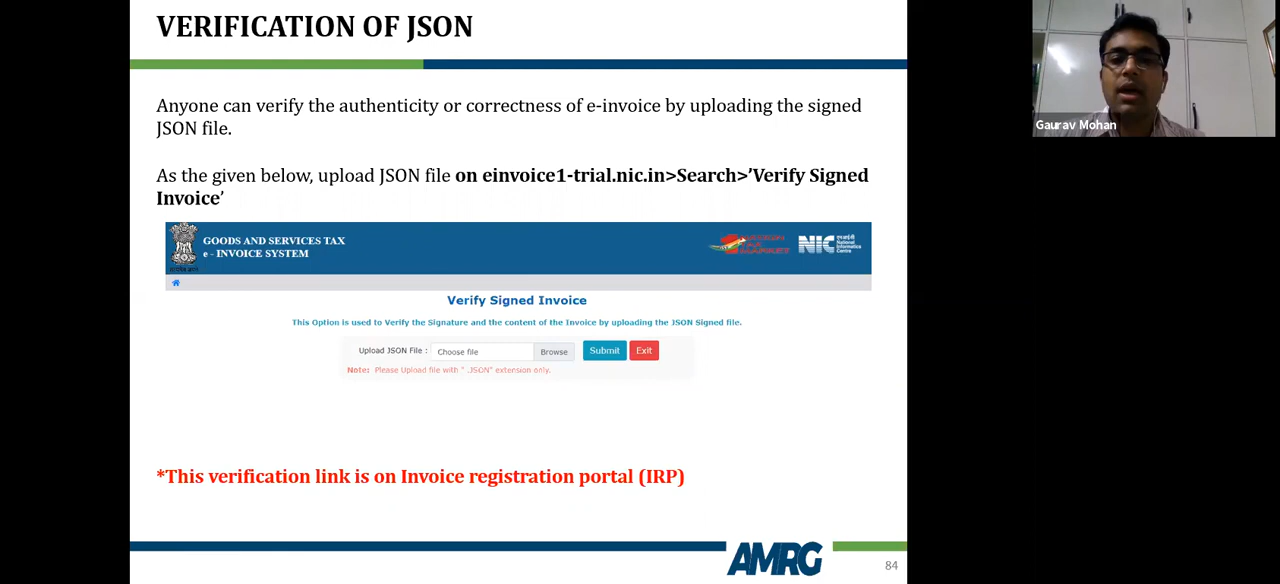 VERIFICATION OF JSON
Gaurav Mohan
Anyone can verify the authenticity or correctness of e-invoice by uploading the signed
JSON file.
As the given below, upload JSON file on einvoice1-trial.nic.in>Search>’Verify Signed
Invoice’
GOODS AND SERVICES TAX
e - INVOICE SYSTEM
NIC
National
Informatics
Centre
Verify Signed Invoice
This Option is used to Verify the Signature and the content of the Invoice by uploading the JSON Signed file.
Upload JSON File : Choose file Browse Submit Exit
Note: Please Upload file with " .JSON" extension only.
*This verification link is on Invoice registration portal (IRP)
AMRG
84